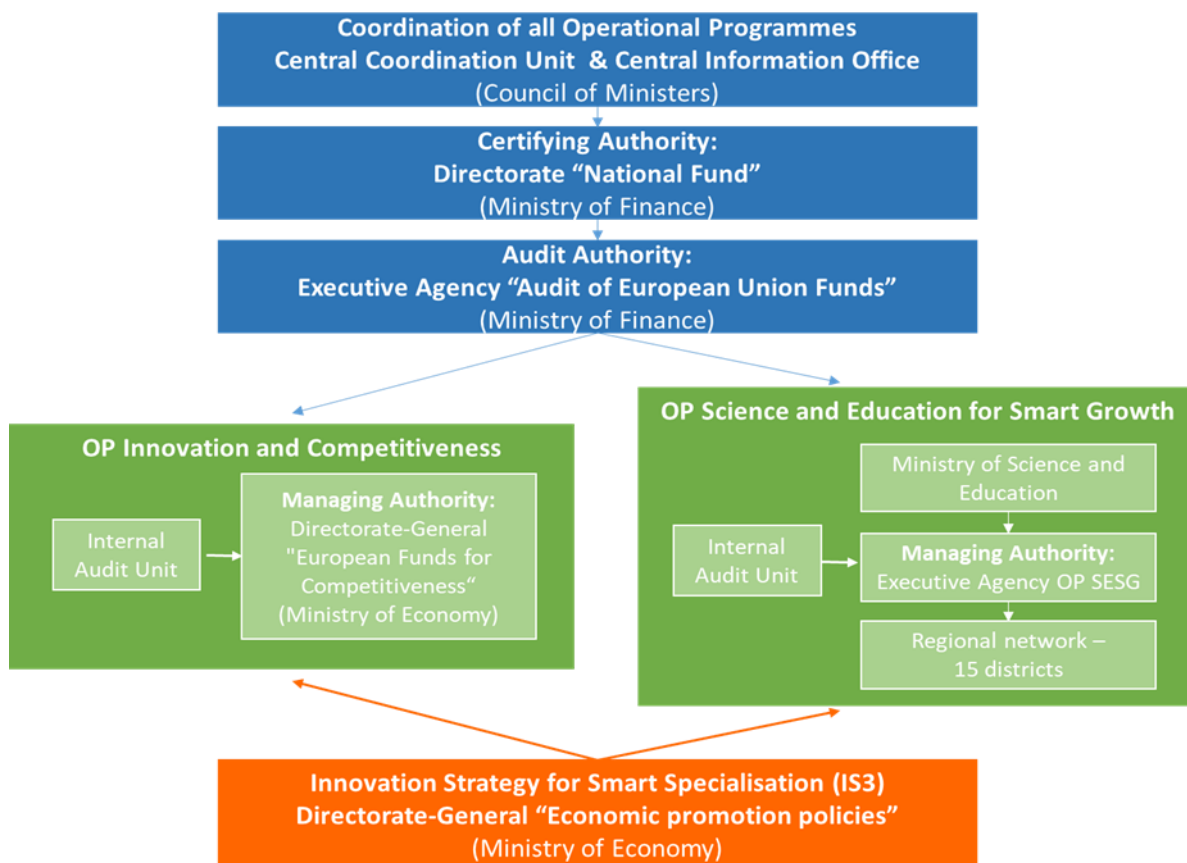 Coordination of all Operational Programmes
Central Coordination Unit & Central Information Office
(Council of Ministers)
Certifying Authority:
Directorate “National Fund”
(Ministry of Finance)
Audit Authority:
Executive Agency “Audit of European Union Funds”
(Ministry of Finance)
OP Innovation and Competitiveness
Internal
Audit Unit
Managing Authority:
Directorate-General
"European Funds for
Competitiveness“
(Ministry of Economy)
OP Science and Education for Smart Growth
Ministry of Science and
Education
Internal
Audit Unit
Managing Authority:
Executive Agency OP SESG
Regional network –
15 districts
Innovation Strategy for Smart Specialisation (IS3)
Directorate-General “Economic promotion policies”
(Ministry of Economy)